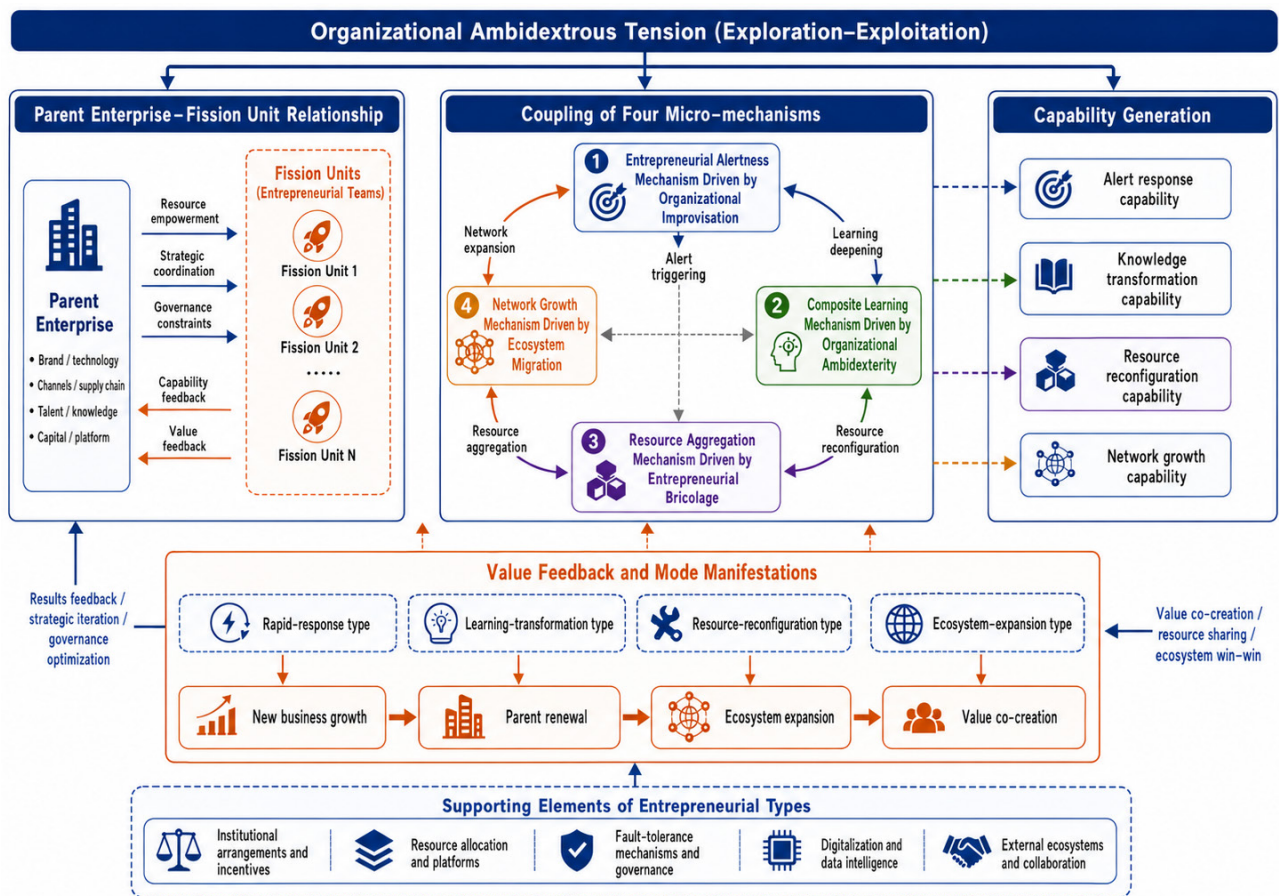 Organizational Ambidextrous Tension (Exploration–Exploitation)
Parent Enterprise–Fission Unit Relationship
Parent
Enterprise
• Brand / technology
• Channels / supply chain
• Talent / knowledge
• Capital / platform
Resource
empowerment
Strategic
coordination
Governance
constraints
Capability
feedback
Value
feedback
Fission Units
(Entrepreneurial Teams)
Fission Unit 1
Fission Unit 2
.....
Fission Unit N
Coupling of Four Micro-mechanisms
1
Entrepreneurial Alertness
Mechanism Driven by
Organizational
Improvisation
Network
expansion
Alert
triggering
Learning
deepening
4
Network Growth
Mechanism Driven by
Ecosystem
Migration
2
Composite Learning
Mechanism Driven by
Organizational
Ambidexterity
Resource
aggregation
Resource
reconfiguration
3
Resource Aggregation
Mechanism Driven by
Entrepreneurial
Bricolage
Capability Generation
Alert response
capability
Knowledge
transformation
capability
Resource
reconfiguration
capability
Network growth
capability
Results feedback /
strategic iteration /
governance
optimization
Value Feedback and Mode Manifestations
Rapid-response type
Learning-transformation type
Resource-reconfiguration type
Ecosystem-expansion type
New business growth
Parent renewal
Ecosystem expansion
Value co-creation
Value co-creation /
resource sharing /
ecosystem win–win
Supporting Elements of Entrepreneurial Types
Institutional
arrangements and
incentives
Resource allocation
and platforms
Fault-tolerance
mechanisms and
governance
Digitalization and
data intelligence
External ecosystems
and collaboration